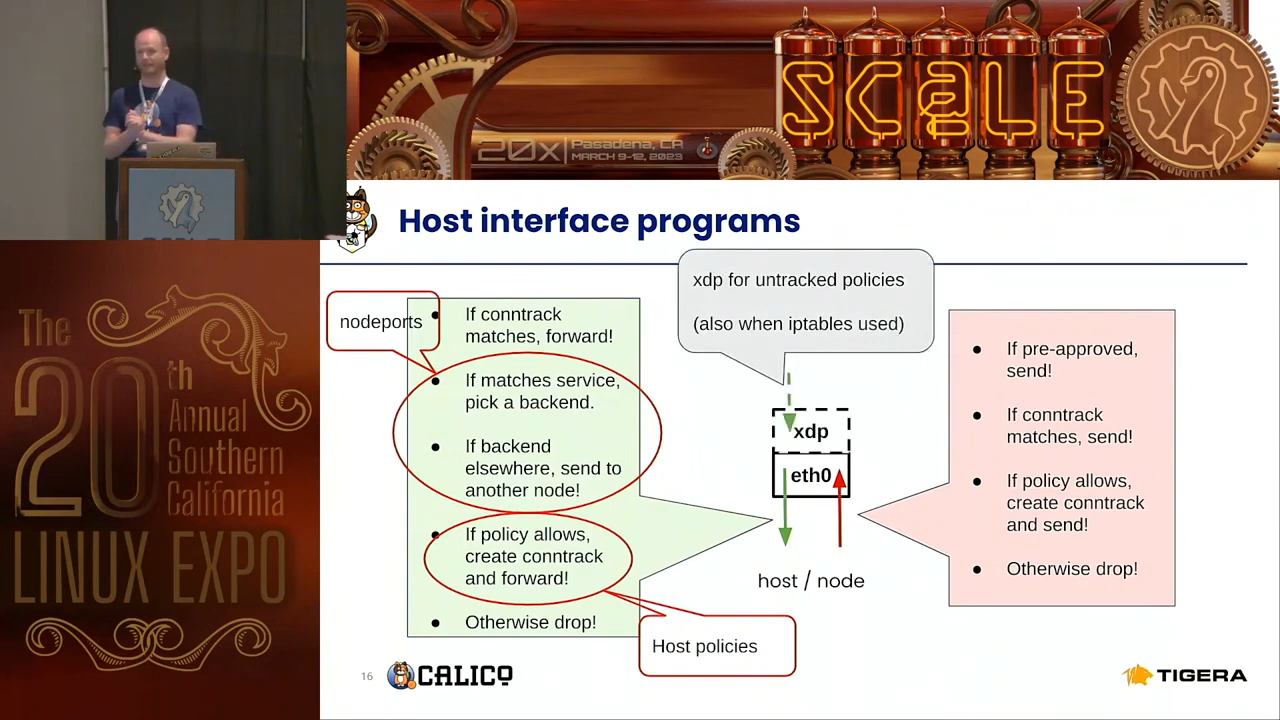 SCaLE
20x
Pasadena, CA
MARCH 9-12, 2023
TIGERA
The
20th
Annual
Southern
California
LINUX EXPO
Host interface programs
xdp for untracked policies
(also when iptables used)
nodeports
● If conntrack
matches, forward!
● If matches service,
pick a backend.
● If backend
elsewhere, send to
another node!
● If policy allows,
create conntrack
and forward!
● Otherwise drop!
Host policies
xdp
eth0
host / node
● If pre-approved,
send!
● If conntrack
matches, send!
● If policy allows,
create conntrack
and send!
● Otherwise drop!
16
CALICO
TIGERA